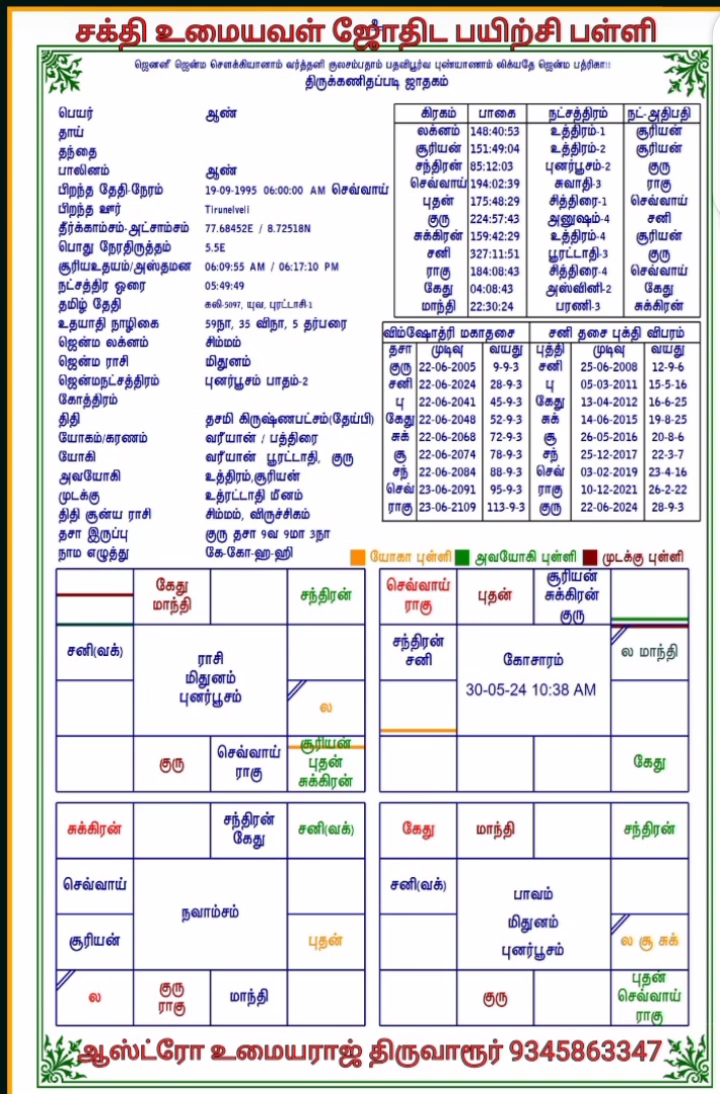 சக்தி உமையவள் ஜோதிட பயிற்சி பள்ளி
ஜெனனீ ஜென்ம சௌக்கியானாம் வர்த்தனி குலசம்பதாம் பதவிபூர்வ புண்யாணாம் லிக்யதே ஜென்ம பத்ரிகா!!
திருக்கணிதப்படி ஜாதகம்
பெயர் ஆண்
தாய்
தந்தை
பாலினம் ஆண்
பிறந்த தேதி-நேரம் 19-09-1995 06:00:00 AM செவ்வாய்
பிறந்த ஊர் Tirunelveli
தீர்க்காம்சம்-அட்சாம்சம் 77.68452E / 8.72518N
பொது நேரதிருத்தம் 5.5E
சூரியஉதயம்/அஸ்தமன 06:09:55 AM / 06:17:10 PM
நட்சத்திர ஒரை 05:49:49
தமிழ் தேதி கலி-5097, யுவ, புரட்டாசி-1
உதயாதி நாழிகை 59நா, 35 விநா, 5 தர்பரை
ஜென்ம லக்னம் சிம்மம்
ஜென்ம ராசி மிதுனம்
ஜென்மநட்சத்திரம் புனர்பூசம் பாதம்-2
கோத்திரம்
திதி தசமி கிருஷ்ணபட்சம்(தேய்பி)
யோகம்/கரணம் வரீயான் / பத்திரை
யோகி வரீயான் பூரட்டாதி, குரு
அவயோகி உத்திரம்,சூரியன்
முடக்கு உத்ரட்டாதி மீனம்
திதி சூன்ய ராசி சிம்மம், விருச்சிகம்
தசா இருப்பு குரு தசா 9வ 9மா 3நா
நாம எழுத்து கே-கோ-ஹ-ஹி
கிரகம் பாகை நட்சத்திரம் நட்-அதிபதி
லக்னம் 148:40:53 உத்திரம்-1 சூரியன்
சூரியன் 151:49:04 உத்திரம்-2 சூரியன்
சந்திரன் 85:12:03 புனர்பூசம்-2 குரு
செவ்வாய் 194:02:39 சுவாதி-3 ராகு
புதன் 175:48:29 சித்திரை-1 செவ்வாய்
குரு 224:57:43 அனுஷம்-4 சனி
சுக்கிரன் 159:42:29 உத்திரம்-4 சூரியன்
சனி 327:11:51 பூரட்டாதி-3 குரு
ராகு 184:08:43 சித்திரை-4 செவ்வாய்
கேது 04:08:43 அஸ்வினி-2 கேது
மாந்தி 22:30:24 பரணி-3 சுக்கிரன்
விம்ஷோத்ரி மகாதசை சனி தசை புக்தி விபரம்
தசா முடிவு வயது புத்தி முடிவு வயது
குரு 22-06-2005 9-9-3 சனி 25-06-2008 12-9-6
சனி 22-06-2024 28-9-3 பு 05-03-2011 15-5-16
பு 22-06-2041 45-9-3 கேது 13-04-2012 16-6-25
கேது 22-06-2048 52-9-3 சுக் 14-06-2015 19-8-25
சுக் 22-06-2068 72-9-3 சூ 26-05-2016 20-8-6
சூ 22-06-2074 78-9-3 சந் 25-12-2017 22-3-7
சந் 22-06-2084 88-9-3 செவ் 03-02-2019 23-4-16
செவ் 23-06-2091 95-9-3 ராகு 10-12-2021 26-2-22
ராகு 23-06-2109 113-9-3 குரு 22-06-2024 28-9-3
யோகா புள்ளி அவயோகி புள்ளி முடக்கு புள்ளி
கேது
மாந்தி
சந்திரன்
சனி(வக்)
ராசி
மிதுனம்
புனர்பூசம்
ல
குரு
செவ்வாய்
ராகு
சூரியன்
புதன்
சுக்கிரன்
செவ்வாய்
ராகு
புதன்
சூரியன்
சுக்கிரன்
குரு
சந்திரன்
சனி
கோசாரம்
30-05-24 10:38 AM
ல மாந்தி
கேது
சுக்கிரன்
சந்திரன்
கேது
சனி(வக்)
செவ்வாய்
நவாம்சம்
சூரியன்
புதன்
ல
குரு
ராகு
மாந்தி
கேது
மாந்தி
சந்திரன்
சனி(வக்)
பாவம்
மிதுனம்
புனர்பூசம்
ல சூ சுக்
குரு
புதன்
செவ்வாய்
ராகு
ஆஸ்ட்ரோ உமையராஜ் திருவாரூர் 9345863347